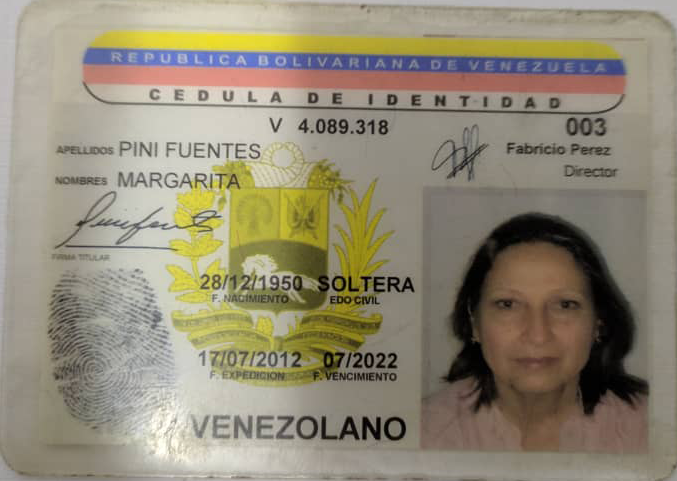 REPUBLICA BOLIVARIANA DE VENEZUELA
CEDULA DE IDENTIDAD
V 4.089.318 003
APELLIDOS PINI FUENTES
Fabricio Perez
Director
NOMBRES MARGARITA
FIRMA TITULAR
28/12/1950 SOLTERA
F. NACIMIENTO EDO CIVIL
17/07/2012 07/2022
F. EXPEDICION F. VENCIMIENTO
VENEZOLANO